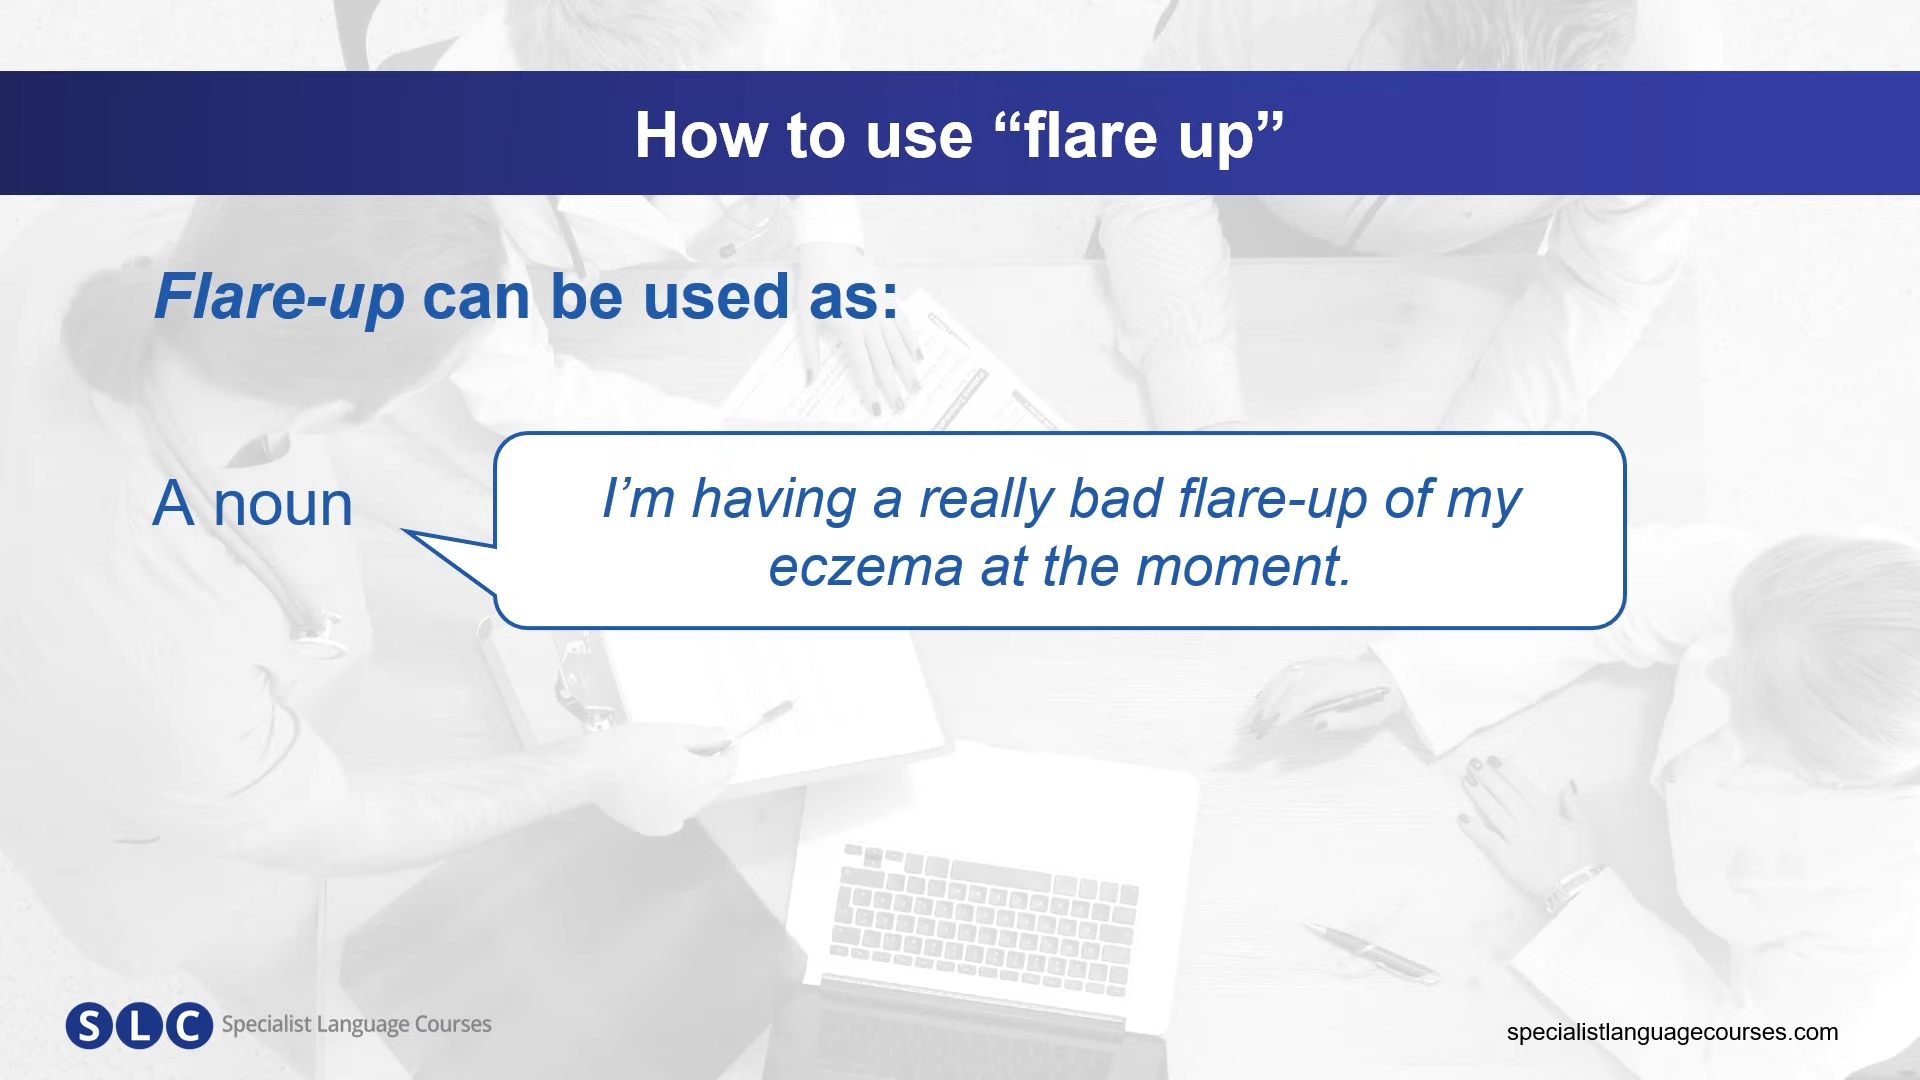 How to use “flare up”
Flare-up can be used as:
A noun
I’m having a really bad flare-up of my
eczema at the moment.
SLC Specialist Language Courses
specialistlanguagecourses.com